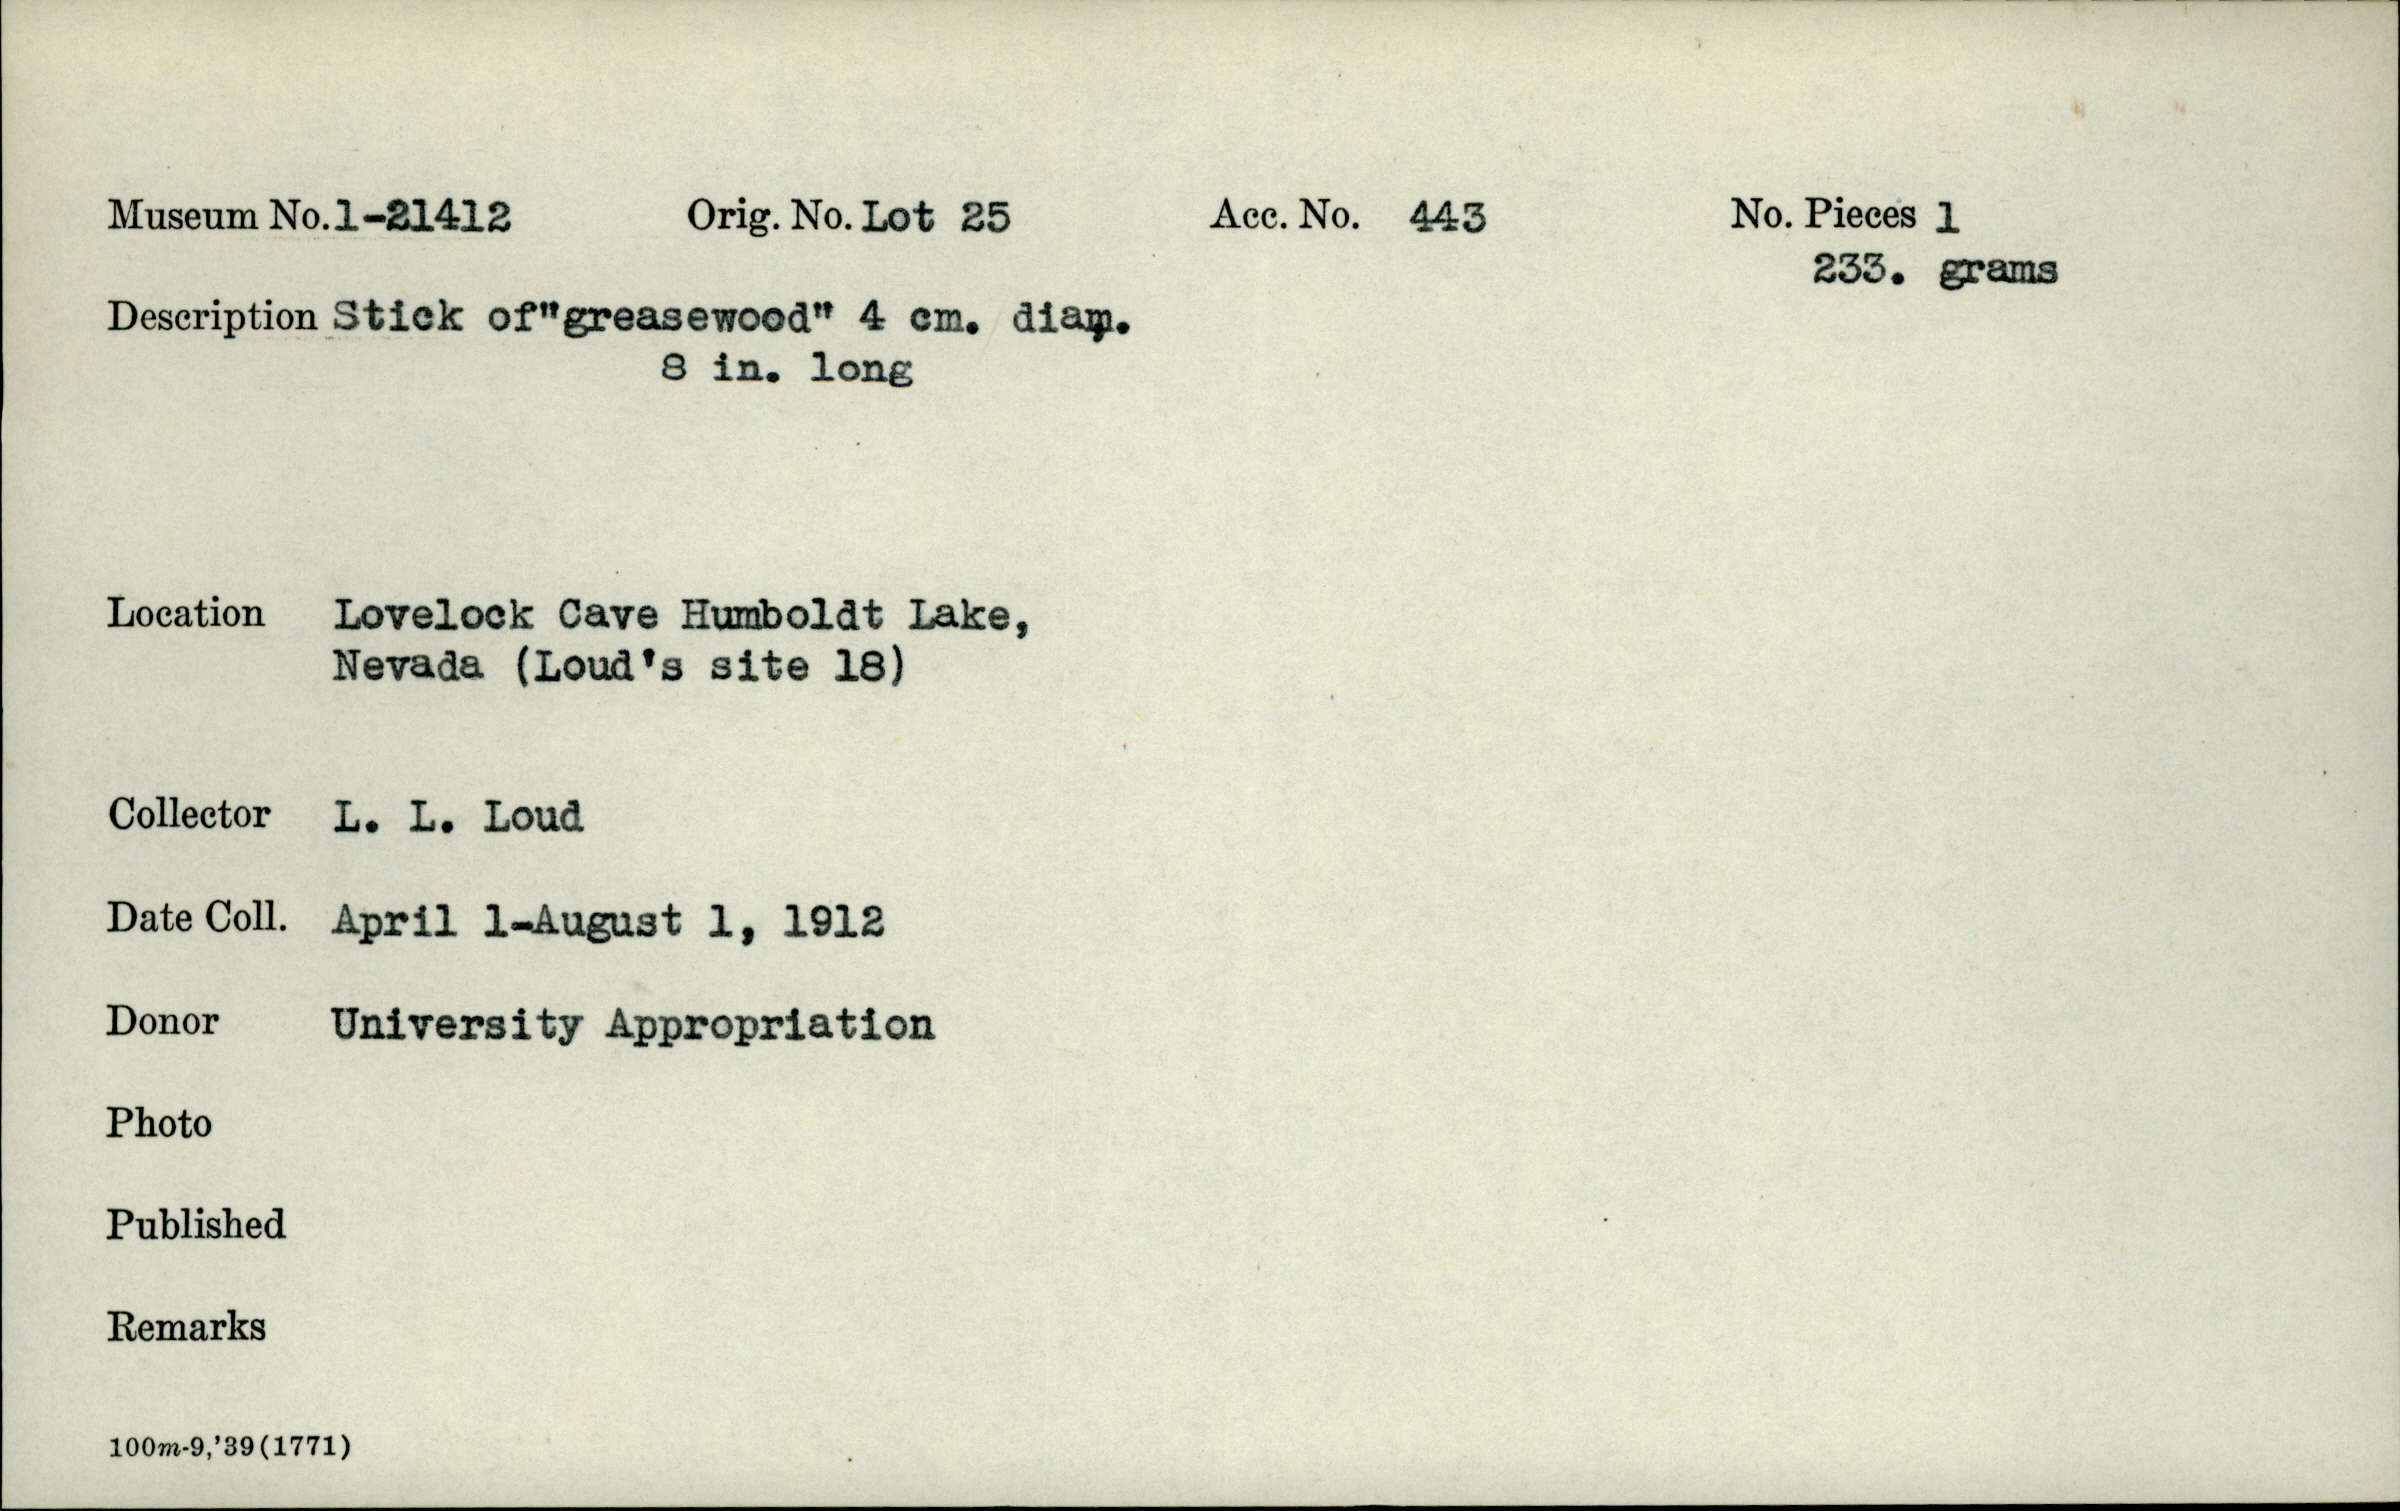 Museum No. 1-21412 Orig. No. Lot 25 Acc. No. 443 No. Pieces 1
233. grams
Description Stick of"greasewood" 4 cm. diam.
8 in. long
Location Lovelock Cave Humboldt Lake,
Nevada (Loud's site 18)
Collector L. L. Loud
Date Coll. April 1-August 1, 1912
Donor University Appropriation
Photo
Published
Remarks
100m-9,'39(1771)